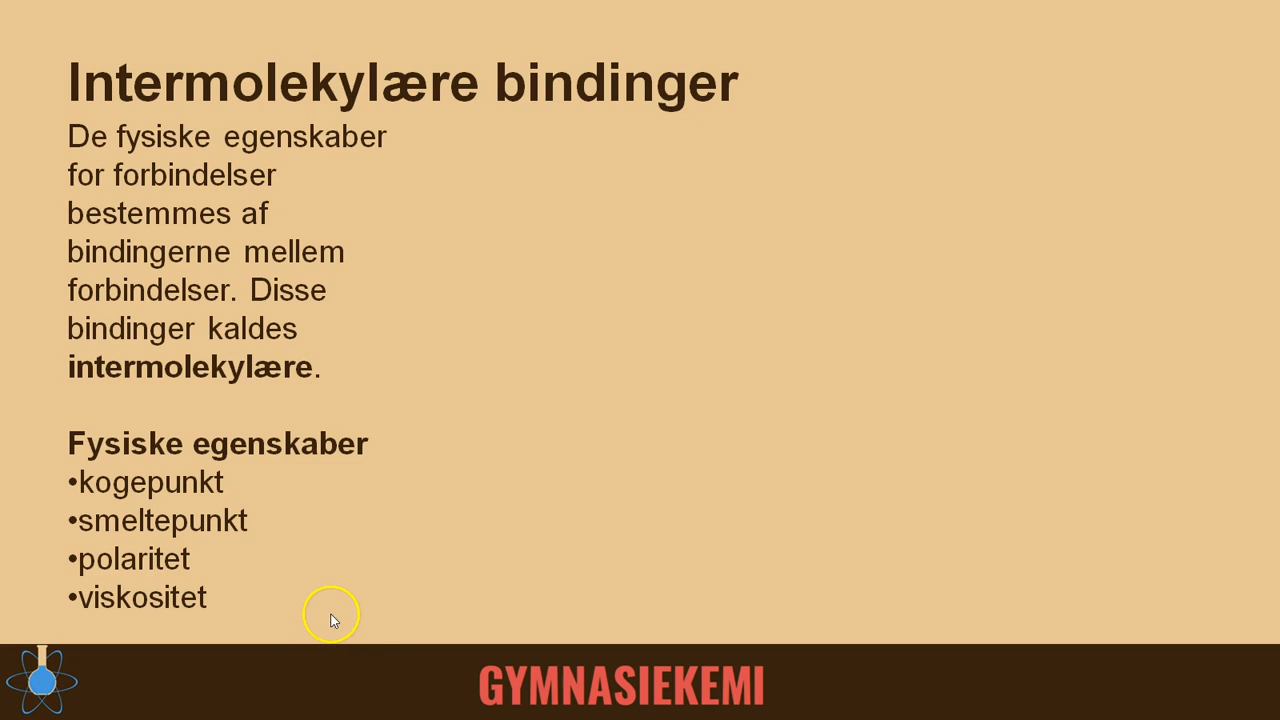 Intermolekylære bindinger
De fysiske egenskaber
for forbindelser
bestemmes af
bindingerne mellem
forbindelser. Disse
bindinger kaldes
intermolekylære.
Fysiske egenskaber
•kogepunkt
•smeltepunkt
•polaritet
•viskositet
GYMNASIEKEMI